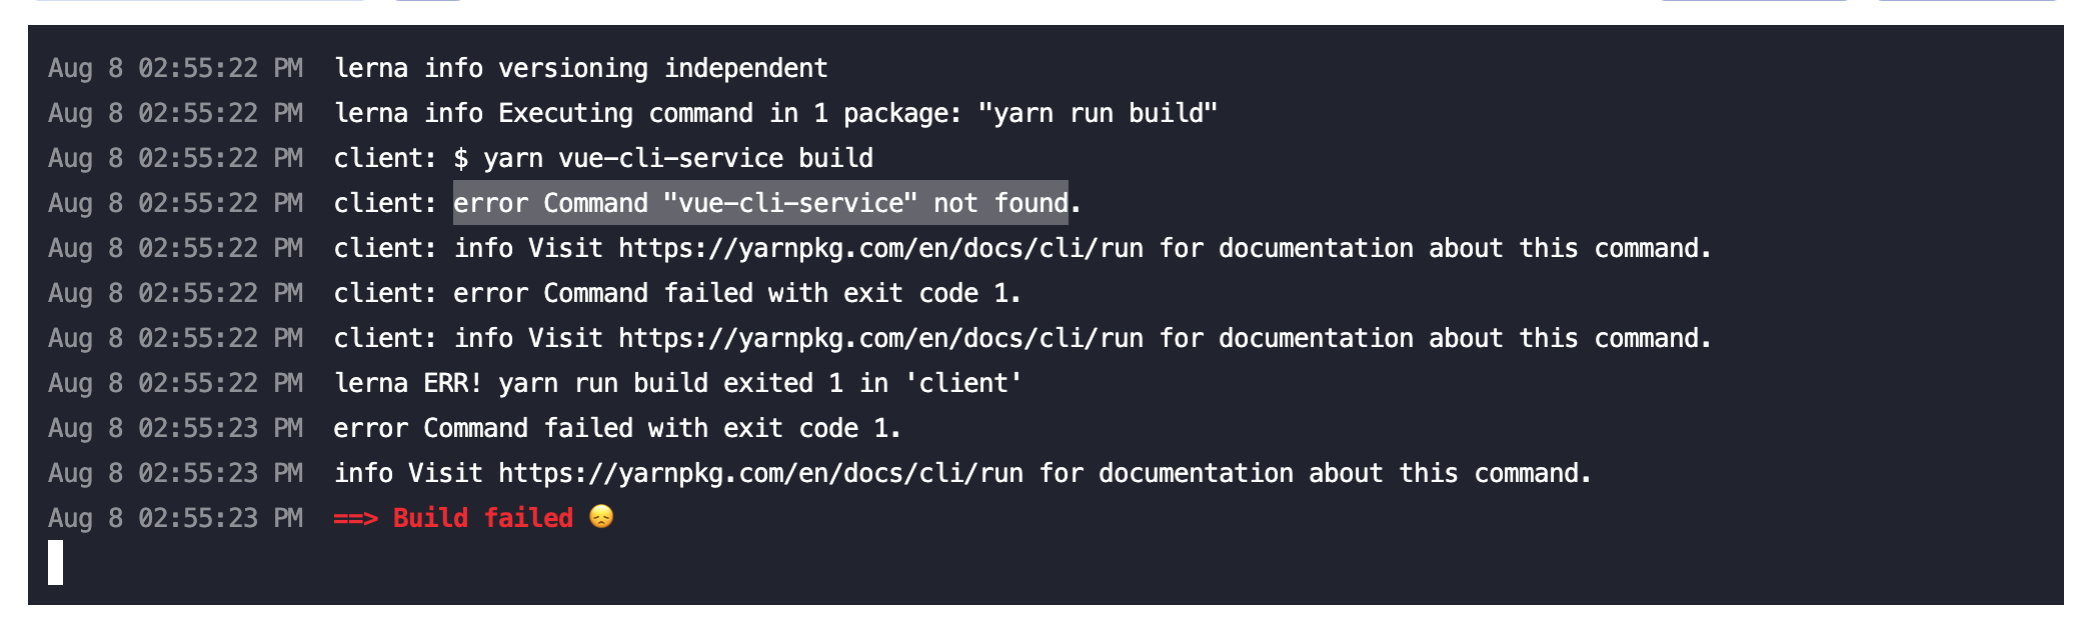 Aug 8 02:55:22 PM lerna info versioning independent
Aug 8 02:55:22 PM lerna info Executing command in 1 package: "yarn run build"
Aug 8 02:55:22 PM client: $ yarn vue-cli-service build
Aug 8 02:55:22 PM client: error Command "vue-cli-service" not found.
Aug 8 02:55:22 PM client: info Visit https://yarnpkg.com/en/docs/cli/run for documentation about this command.
Aug 8 02:55:22 PM client: error Command failed with exit code 1.
Aug 8 02:55:22 PM client: info Visit https://yarnpkg.com/en/docs/cli/run for documentation about this command.
Aug 8 02:55:22 PM lerna ERR! yarn run build exited 1 in 'client'
Aug 8 02:55:23 PM error Command failed with exit code 1.
Aug 8 02:55:23 PM info Visit https://yarnpkg.com/en/docs/cli/run for documentation about this command.
Aug 8 02:55:23 PM ==> Build failed 😞